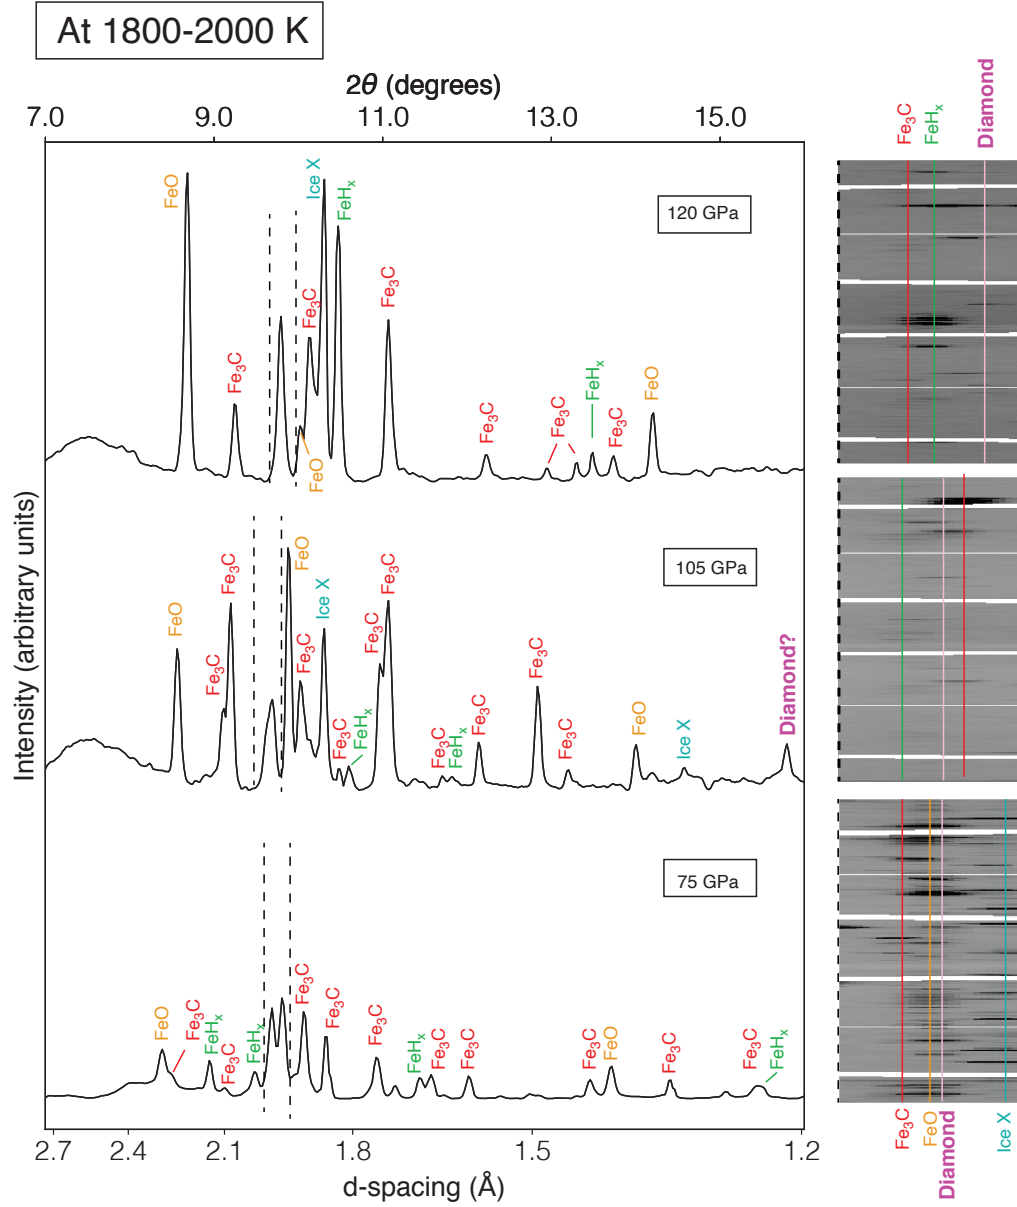 At 1800-2000 K
2θ (degrees)
7.0 9.0 11.0 13.0 15.0
Fe₃C FeHₓ Diamond
120 GPa
FeO
Fe₃C
Fe₃C
FeO
Ice X
FeHₓ
Fe₃C
Fe₃C
Fe₃C
FeHₓ
Fe₃C
FeO
105 GPa
FeO
Fe₃C
Fe₃C
FeO
Fe₃C
Ice X
Fe₃C
FeHₓ
Fe₃C
Fe₃C
Fe₃C
FeHₓ
Fe₃C
Fe₃C
Fe₃C
FeO
Ice X
Diamond?
75 GPa
FeO
Fe₃C
FeHₓ
Fe₃C
FeHₓ
Fe₃C
Fe₃C
Fe₃C
FeHₓ
Fe₃C
Fe₃C
Fe₃C
FeO
Fe₃C
Fe₃C
FeHₓ
Fe₃C FeO Diamond Ice X
Intensity (arbitrary units)
2.7 2.4 2.1 1.8 1.5 1.2
d-spacing (Å)